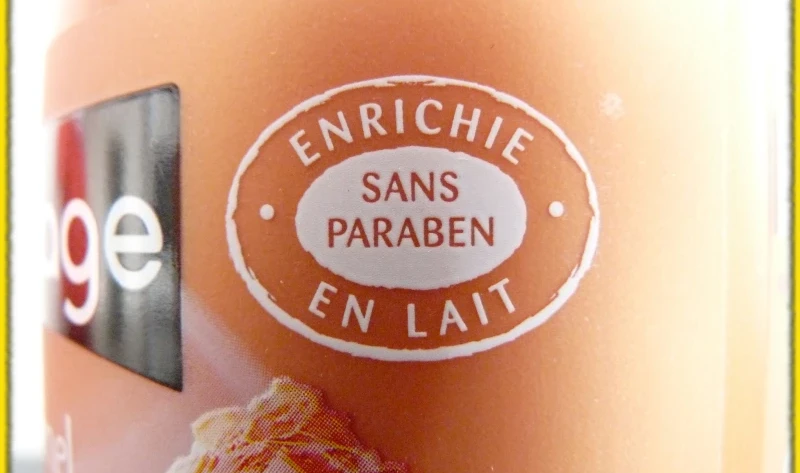 ENRICHIE
SANS
PARABEN
EN LAIT